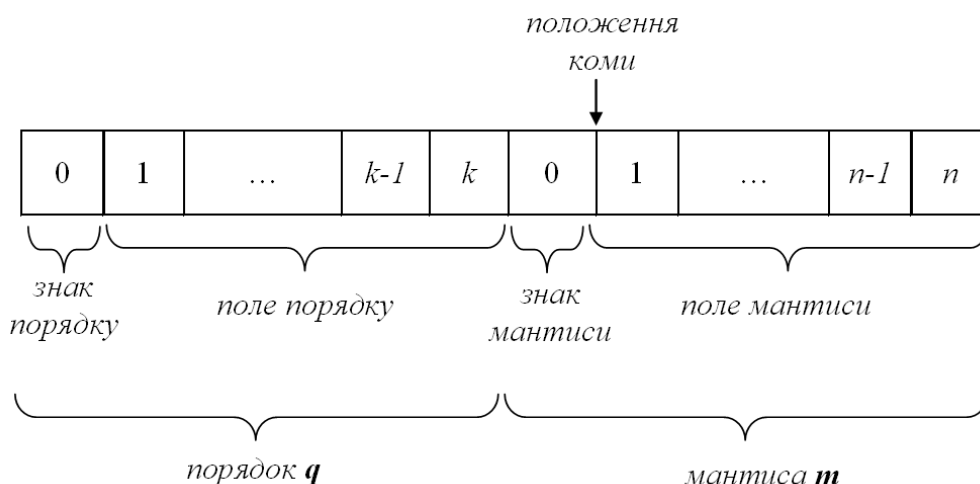 положення
коми
0 1 ... k-1 k 0 1 ... n-1 n
знак
порядку
поле порядку
знак
мантиси
поле мантиси
порядок q
мантиса m